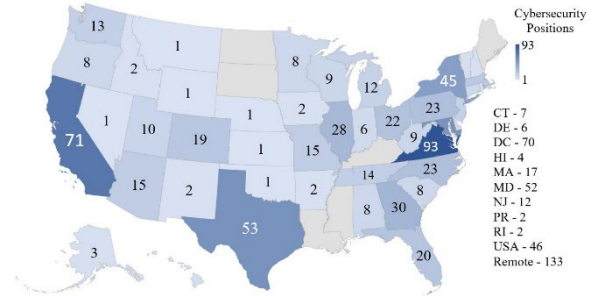 Cybersecurity
Positions
93
1
13
8
1
2
1
8
9
12
45
23
71
1
10
19
1
2
1
28
6
22
9
93
15
15
2
1
2
14
23
8
53
8
30
20
3
CT - 7
DE - 6
DC - 70
HI - 4
MA - 17
MD - 52
NJ - 12
PR - 2
RI - 2
USA - 46
Remote - 133